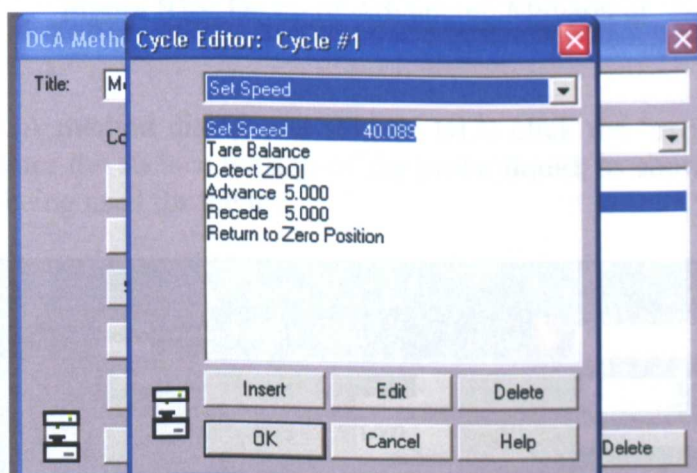 DCA Meth
Cycle Editor: Cycle #1
Title:
Set Speed
Set Speed 40.089
Tare Balance
Detect ZDOI
Advance 5.000
Recede 5.000
Return to Zero Position
Insert Edit Delete
OK Cancel Help
Delete